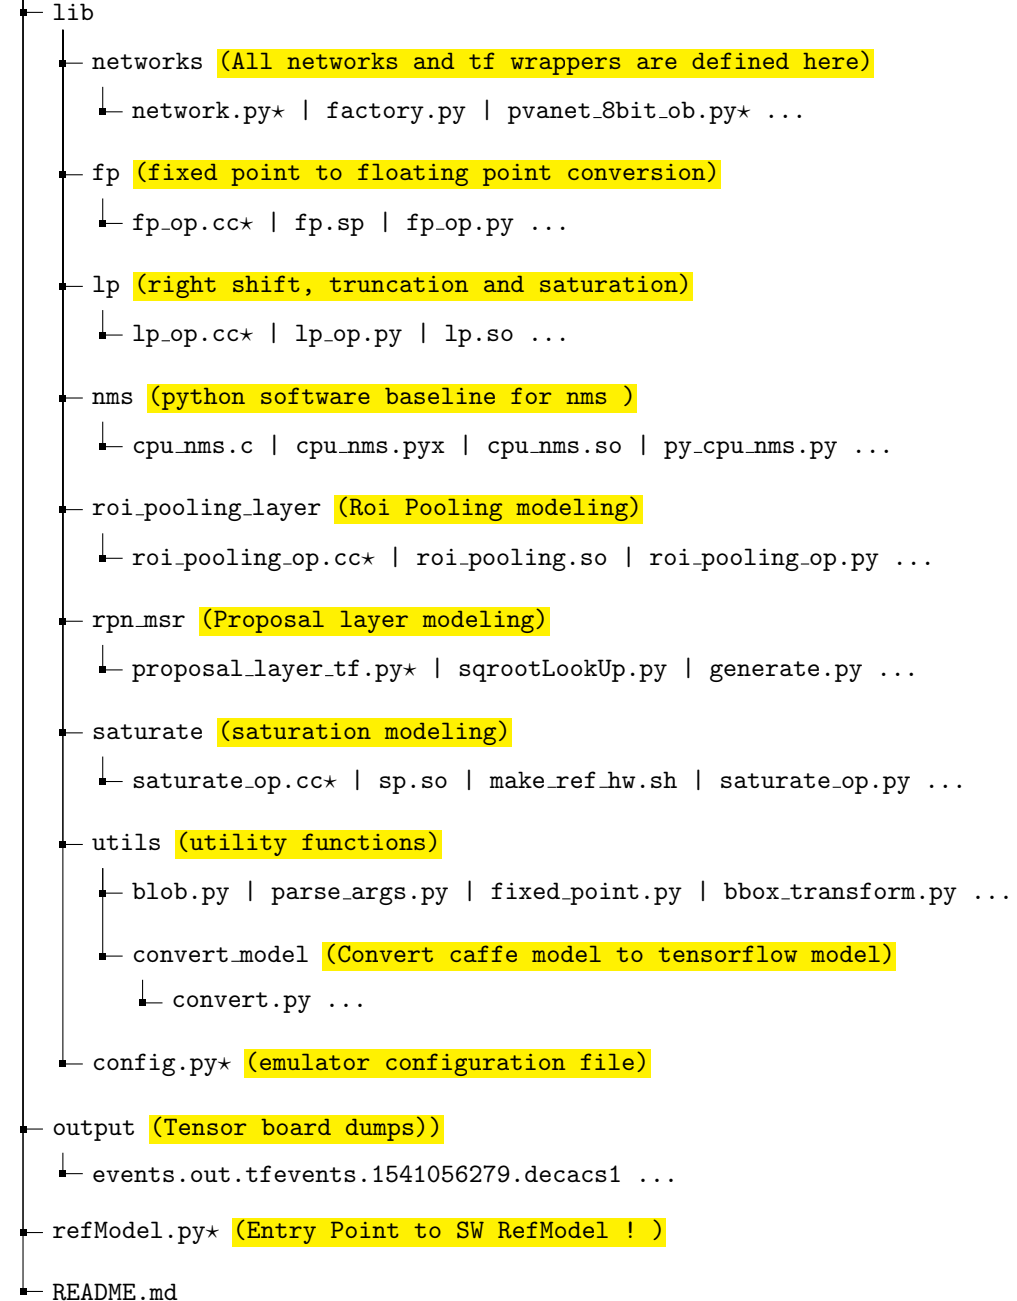 lib
networks (All networks and tf wrappers are defined here)
network.py⋆ | factory.py | pvanet_8bit_ob.py⋆ ...
fp (fixed point to floating point conversion)
fp_op.cc⋆ | fp.sp | fp_op.py ...
lp (right shift, truncation and saturation)
lp_op.cc⋆ | lp_op.py | lp.so ...
nms (python software baseline for nms )
cpu_nms.c | cpu_nms.pyx | cpu_nms.so | py_cpu_nms.py ...
roi_pooling_layer (Roi Pooling modeling)
roi_pooling_op.cc⋆ | roi_pooling.so | roi_pooling_op.py ...
rpn_msr (Proposal layer modeling)
proposal_layer_tf.py⋆ | sqrootLookUp.py | generate.py ...
saturate (saturation modeling)
saturate_op.cc⋆ | sp.so | make_ref_hw.sh | saturate_op.py ...
utils (utility functions)
blob.py | parse_args.py | fixed_point.py | bbox_transform.py ...
convert_model (Convert caffe model to tensorflow model)
convert.py ...
config.py⋆ (emulator configuration file)
output (Tensor board dumps))
events.out.tfevents.1541056279.decacs1 ...
refModel.py⋆ (Entry Point to SW RefModel ! )
README.md